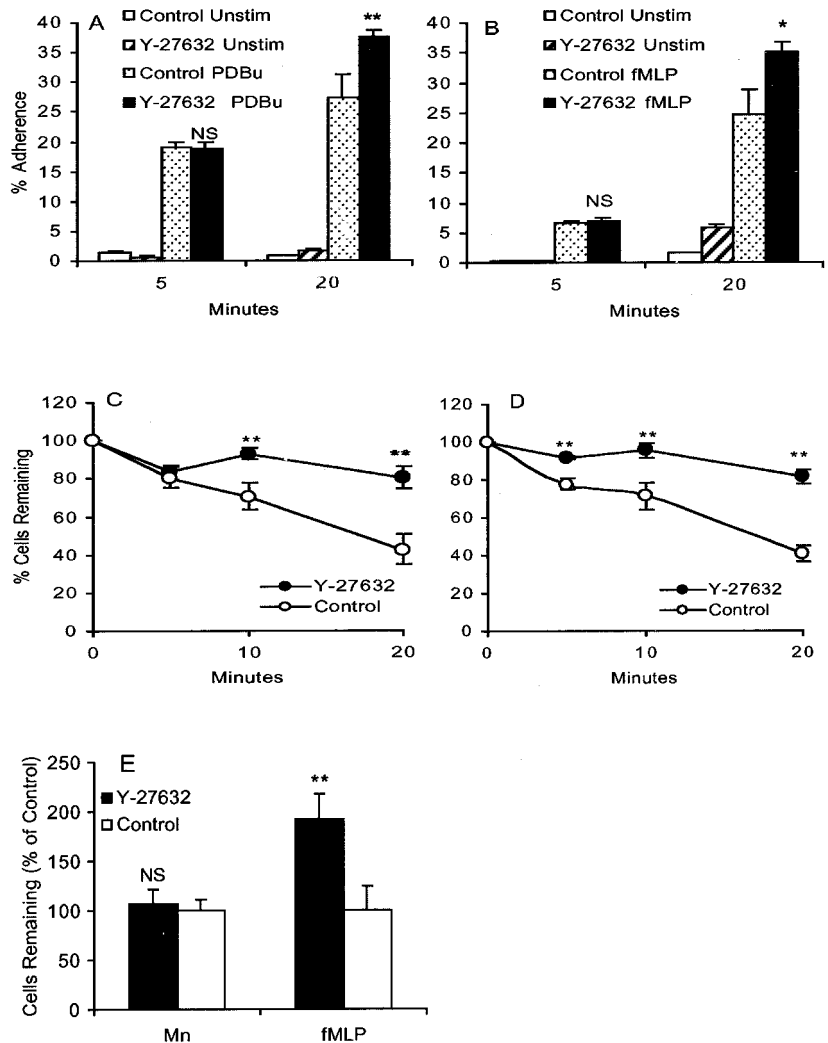 A
Control Unstim
Y-27632 Unstim
Control PDBu
Y-27632 PDBu
NS
**
% Adherence
40
35
30
25
20
15
10
5
0
5
20
Minutes
B
Control Unstim
Y-27632 Unstim
Control fMLP
Y-27632 fMLP
NS
*
40
35
30
25
20
15
10
5
0
5
20
Minutes
C
**
**
% Cells Remaining
120
100
80
60
40
20
0
Y-27632
Control
0
10
20
Minutes
D
**
**
**
120
100
80
60
40
20
0
Y-27632
Control
0
10
20
Minutes
E
Y-27632
Control
NS
**
Cells Remaining (% of Control)
250
200
150
100
50
0
Mn
fMLP